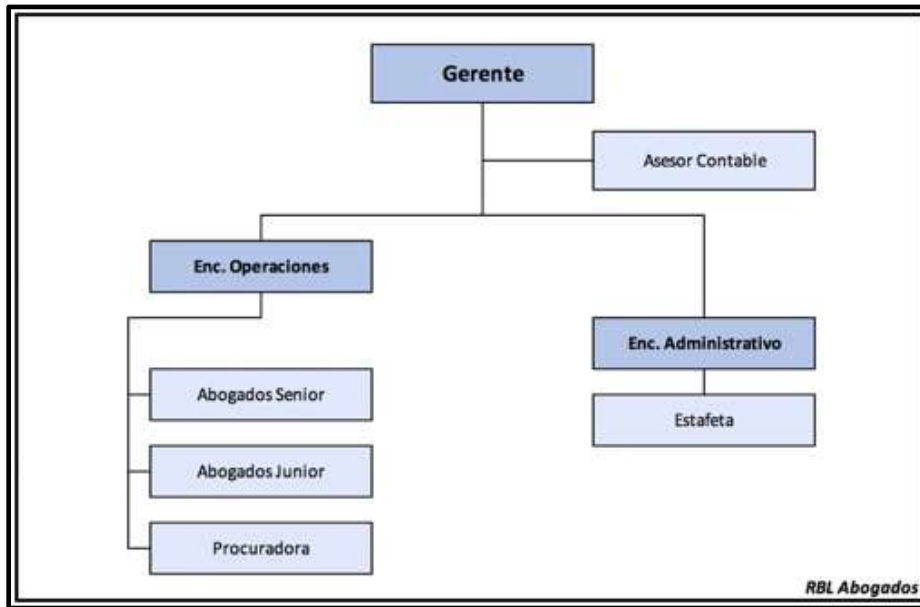 Gerente
Asesor Contable
Enc. Operaciones
Enc. Administrativo
Abogados Senior
Estafeta
Abogados Junior
Procuradora
RBL Abogados